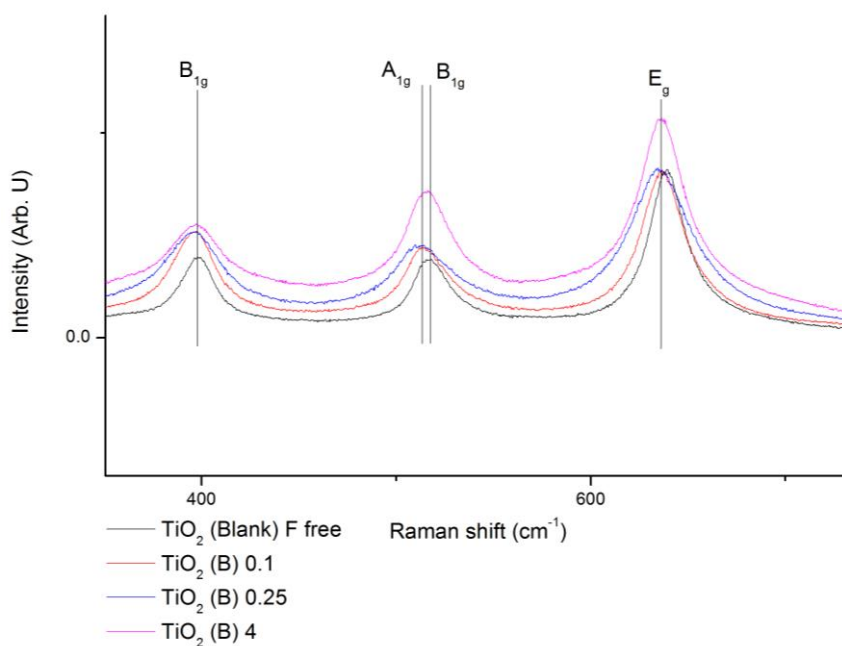 B1g A1g B1g Eg
Intensity (Arb. U)
0.0
400 600
Raman shift (cm-1)
TiO2 (Blank) F free
TiO2 (B) 0.1
TiO2 (B) 0.25
TiO2 (B) 4